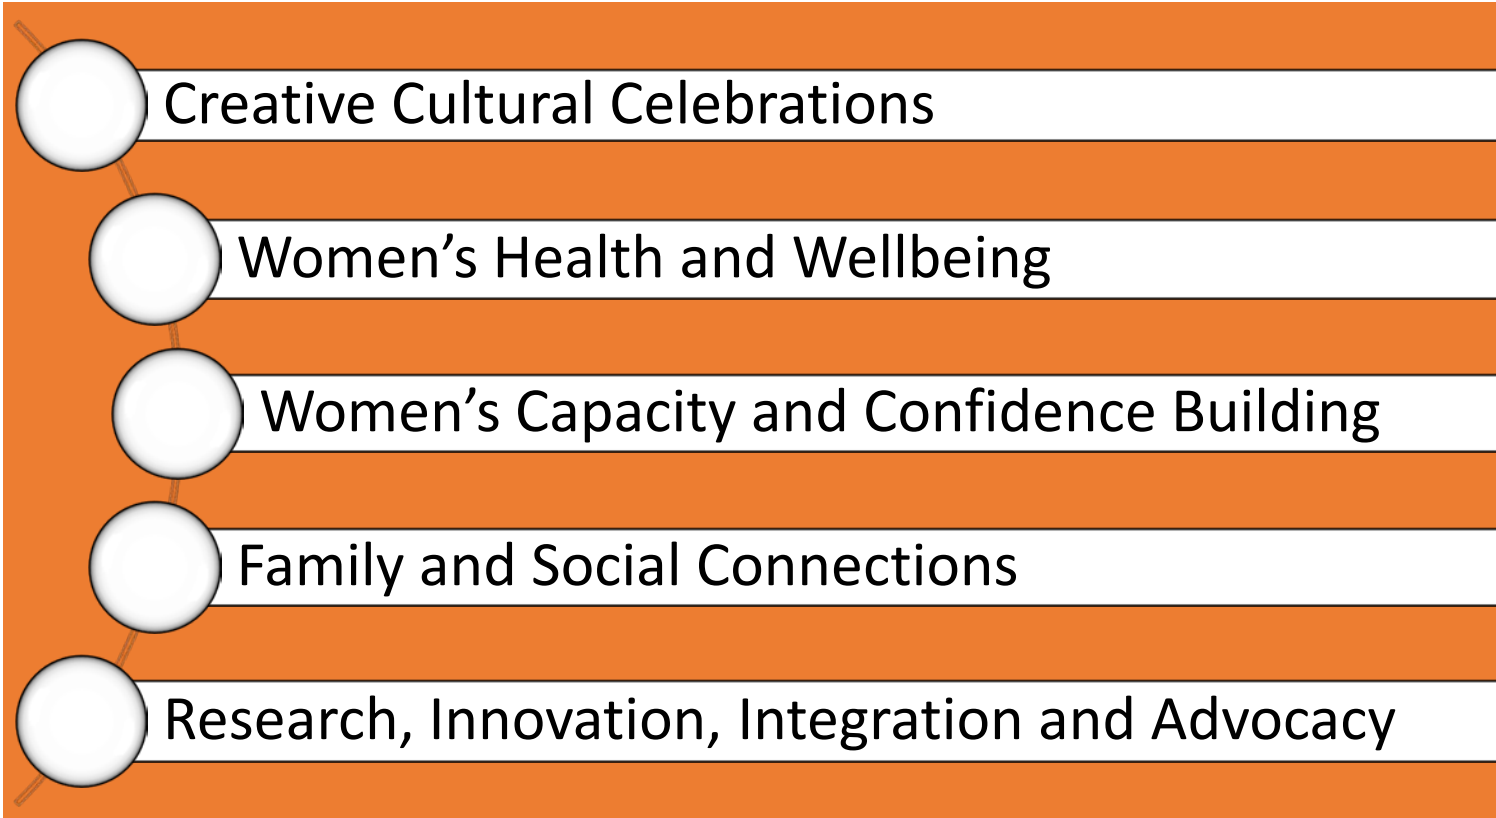 Creative Cultural Celebrations
Women’s Health and Wellbeing
Women’s Capacity and Confidence Building
Family and Social Connections
Research, Innovation, Integration and Advocacy